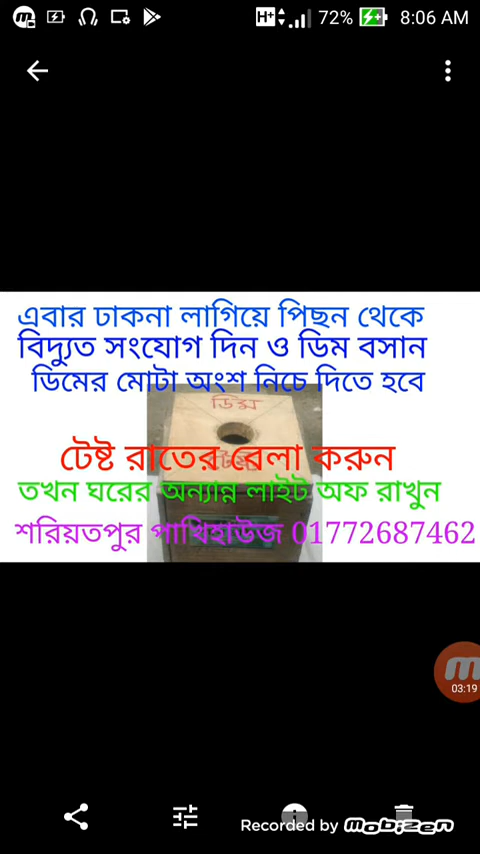 H+ 72% 8:06 AM
এবার ঢাকনা লাগিয়ে পিছন থেকে
বিদ্যুত সংযোগ দিন ও ডিম বসান
ডিমের মোটা অংশ নিচে দিতে হবে
ডিম
টেষ্ট রাতের বেলা করুন
তখন ঘরের অন্যান্ন লাইট অফ রাখুন
শরিয়তপুর পাখিহাউজ 01772687462
03:19
Recorded by mobizen